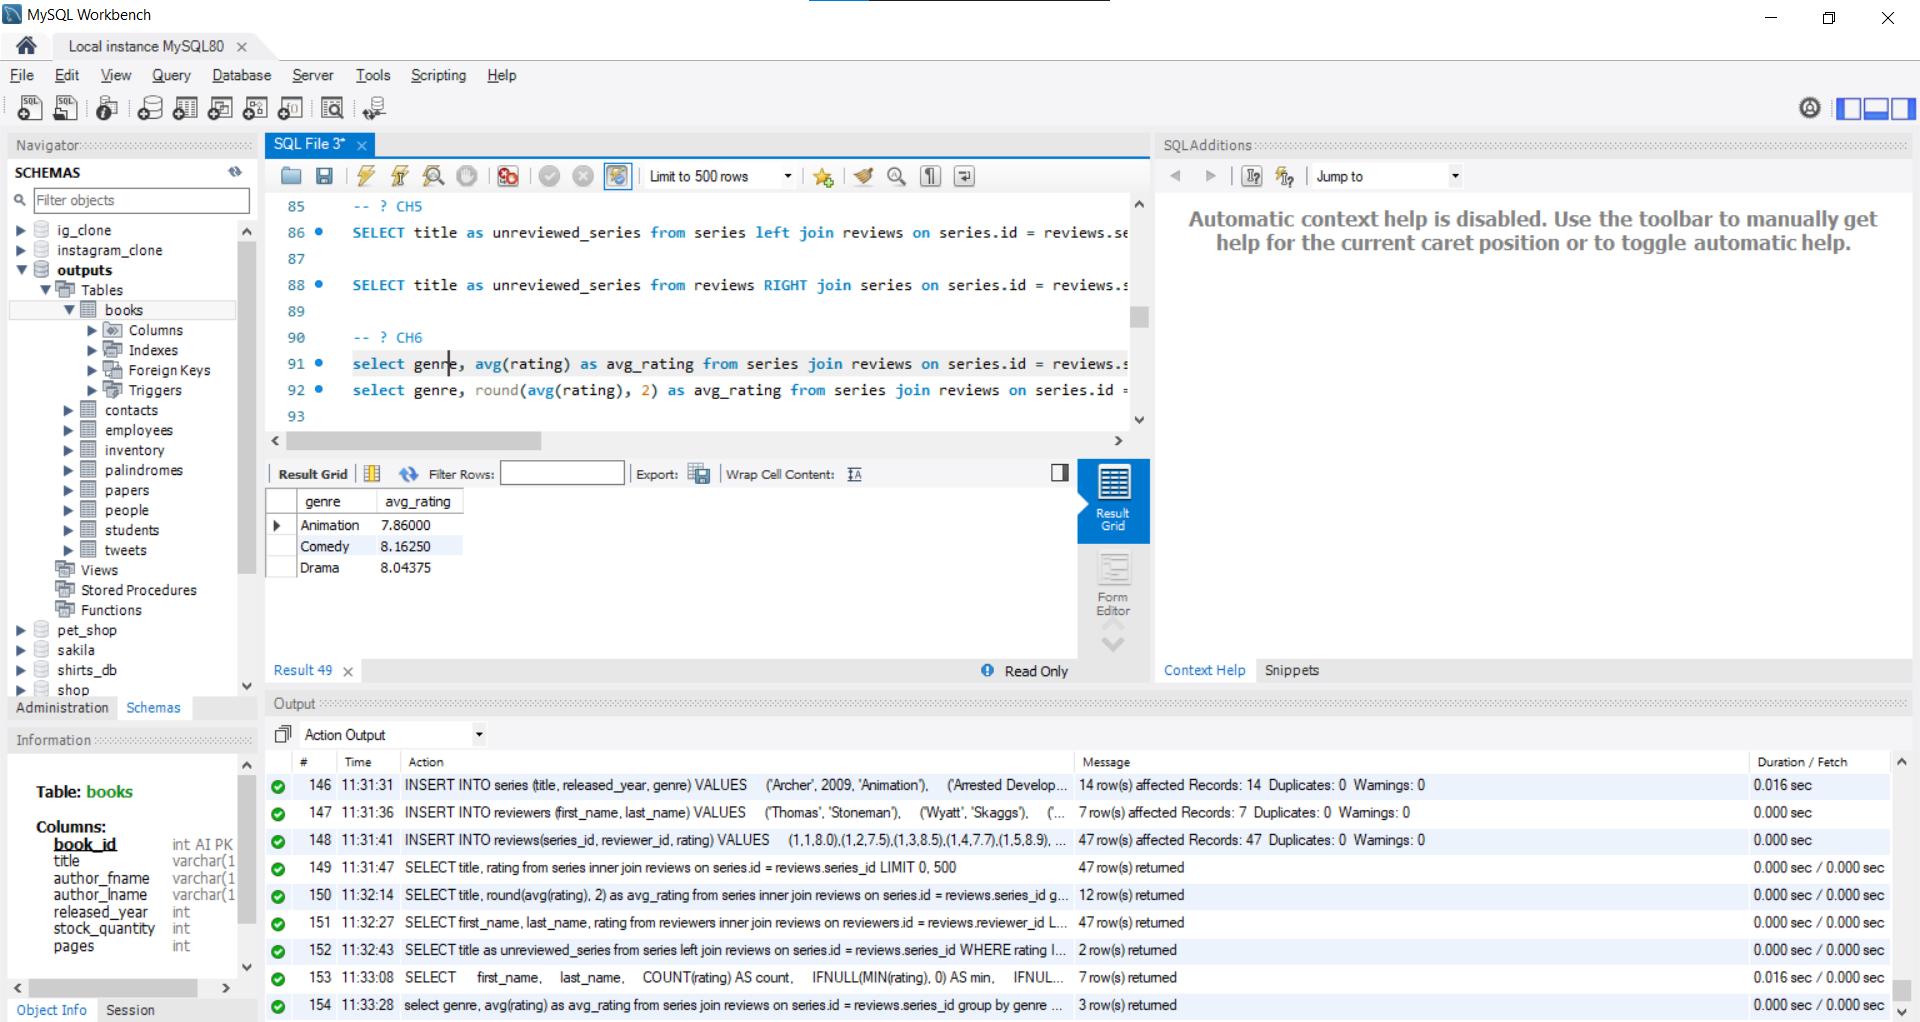 MySQL Workbench
Local instance MySQL80
File Edit View Query Database Server Tools Scripting Help
Navigator
SCHEMAS
Filter objects
ig_clone
instagram_clone
outputs
Tables
books
Columns
Indexes
Foreign Keys
Triggers
contacts
employees
inventory
palindromes
papers
people
students
tweets
Views
Stored Procedures
Functions
pet_shop
sakila
shirts_db
shop
Administration Schemas
Information
Table: books
Columns:
book_id int AI PK
title varchar(1
author_fname varchar(1
author_lname varchar(1
released_year int
stock_quantity int
pages int
Object Info Session
SQL File 3*
Limit to 500 rows
85 -- ? CH5
86 SELECT title as unreviewed_series from series left join reviews on series.id = reviews.se
87
88 SELECT title as unreviewed_series from reviews RIGHT join series on series.id = reviews.s
89
90 -- ? CH6
91 select genre, avg(rating) as avg_rating from series join reviews on series.id = reviews.s
92 select genre, round(avg(rating), 2) as avg_rating from series join reviews on series.id =
93
Result Grid Filter Rows: Export: Wrap Cell Content:
genre avg_rating
Animation 7.86000
Comedy 8.16250
Drama 8.04375
Result Grid
Form Editor
Result 49 Read Only
SQLAdditions
Jump to
Automatic context help is disabled. Use the toolbar to manually get
help for the current caret position or to toggle automatic help.
Context Help Snippets
Output
Action Output
# Time Action Message Duration / Fetch
146 11:31:31 INSERT INTO series (title, released_year, genre) VALUES ('Archer', 2009, 'Animation'), ('Arrested Develop... 14 row(s) affected Records: 14 Duplicates: 0 Warnings: 0 0.016 sec
147 11:31:36 INSERT INTO reviewers (first_name, last_name) VALUES ('Thomas', 'Stoneman'), ('Wyatt', 'Skaggs'), ('... 7 row(s) affected Records: 7 Duplicates: 0 Warnings: 0 0.000 sec
148 11:31:41 INSERT INTO reviews(series_id, reviewer_id, rating) VALUES (1,1,8.0),(1,2,7.5),(1,3,8.5),(1,4,7.7),(1,5,8.9), ... 47 row(s) affected Records: 47 Duplicates: 0 Warnings: 0 0.000 sec
149 11:31:47 SELECT title, rating from series inner join reviews on series.id = reviews.series_id LIMIT 0, 500 47 row(s) returned 0.000 sec / 0.000 sec
150 11:32:14 SELECT title, round(avg(rating), 2) as avg_rating from series inner join reviews on series.id = reviews.series_id g... 12 row(s) returned 0.000 sec / 0.000 sec
151 11:32:27 SELECT first_name, last_name, rating from reviewers inner join reviews on reviewers.id = reviews.reviewer_id L... 47 row(s) returned 0.000 sec / 0.000 sec
152 11:32:43 SELECT title as unreviewed_series from series left join reviews on series.id = reviews.series_id WHERE rating I... 2 row(s) returned 0.000 sec / 0.000 sec
153 11:33:08 SELECT first_name, last_name, COUNT(rating) AS count, IFNULL(MIN(rating), 0) AS min, IFNUL... 7 row(s) returned 0.016 sec / 0.000 sec
154 11:33:28 select genre, avg(rating) as avg_rating from series join reviews on series.id = reviews.series_id group by genre ... 3 row(s) returned 0.000 sec / 0.000 sec